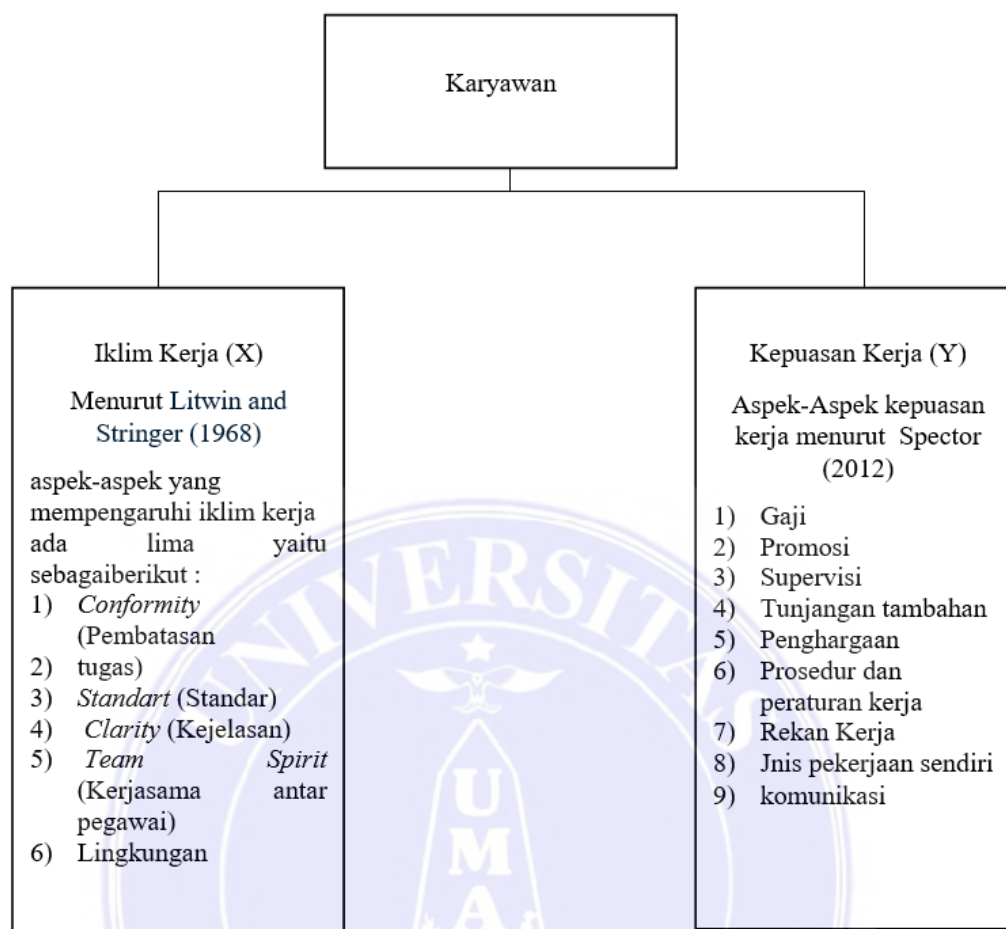 Karyawan
Iklim Kerja (X)
Menurut Litwin and
Stringer (1968)
aspek-aspek yang
mempengaruhi iklim kerja
ada lima yaitu
sebagaiberikut :
1) Conformity
(Pembatasan
2) tugas)
3) Standart (Standar)
4) Clarity (Kejelasan)
5) Team Spirit
(Kerjasama antar
pegawai)
6) Lingkungan
Kepuasan Kerja (Y)
Aspek-Aspek kepuasan
kerja menurut Spector
(2012)
1) Gaji
2) Promosi
3) Supervisi
4) Tunjangan tambahan
5) Penghargaan
6) Prosedur dan
peraturan kerja
7) Rekan Kerja
8) Jnis pekerjaan sendiri
9) komunikasi
UNIVERSITAS
UMA